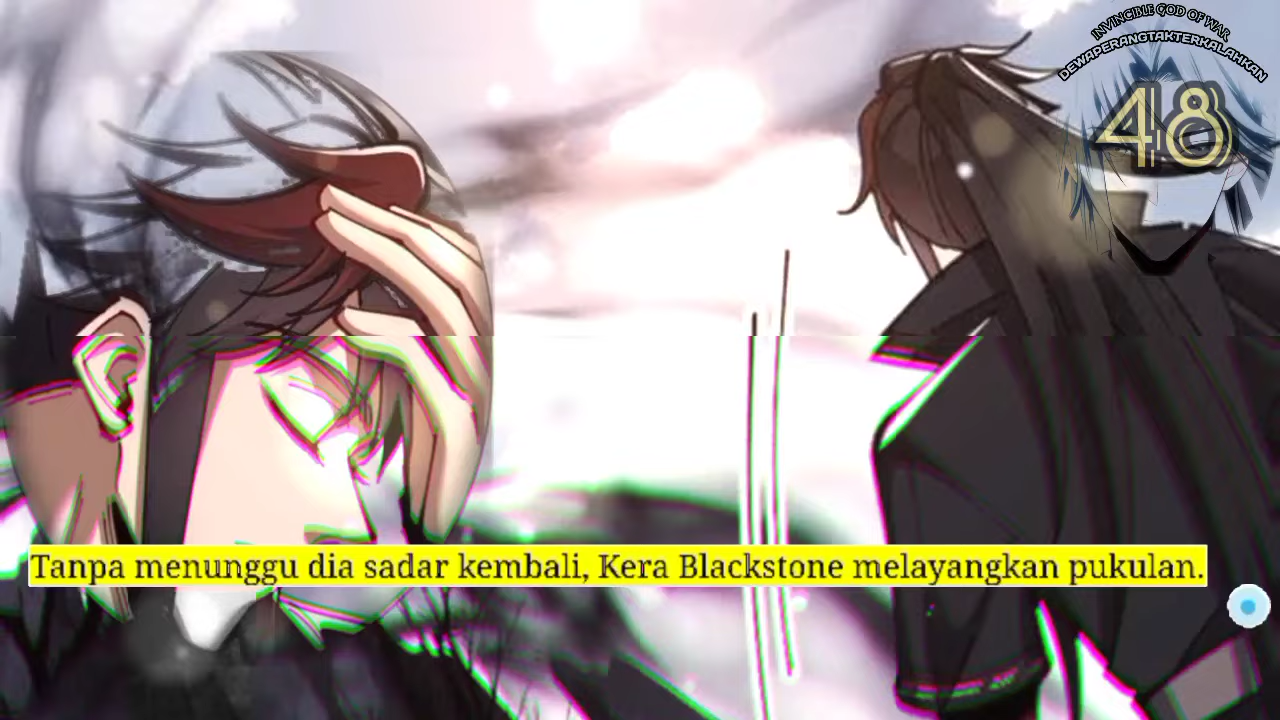 INVINCIBLE GOD OF WAR
DEWAPERANGTAKTERKALAHKAN
48
Tanpa menunggu dia sadar kembali, Kera Blackstone melayangkan pukulan.